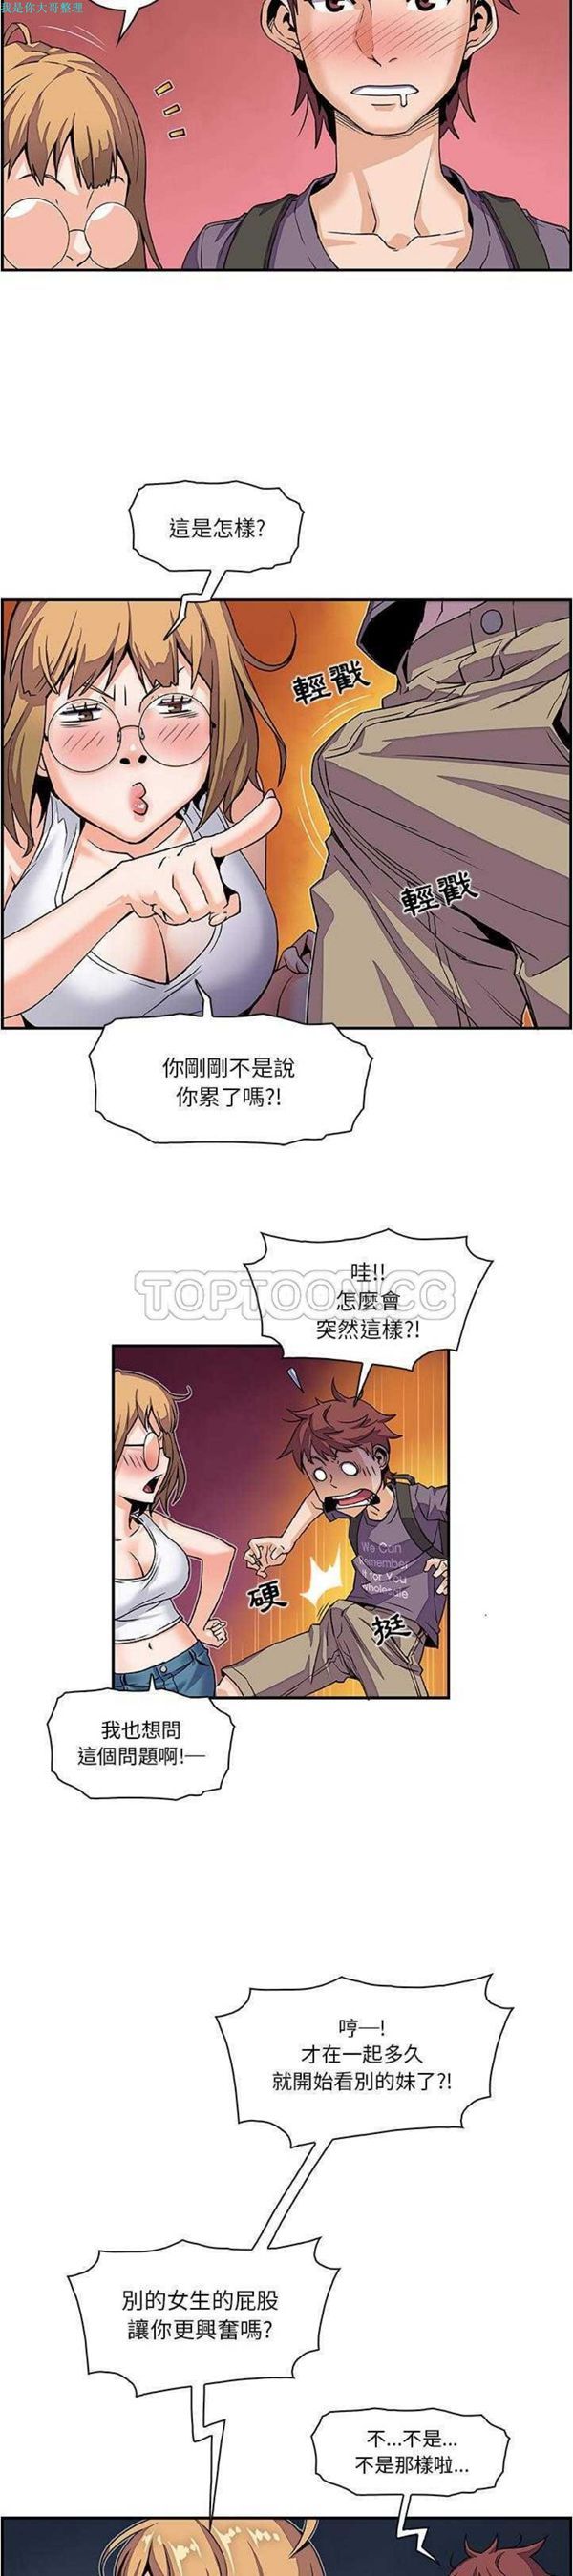 我是你大哥整理
這是怎樣?
輕戳
輕戳
你剛剛不是說
你累了嗎?!
TOPTOON.CC
哇!!
怎麼會
突然這樣?!
We Can
Remember
it for You
Wholesale
硬
挺
我也想問
這個問題啊!—
哼—!
才在一起多久
就開始看別的妹了?!
別的女生的屁股
讓你更興奮嗎?
不...不是...
不是那樣啦...